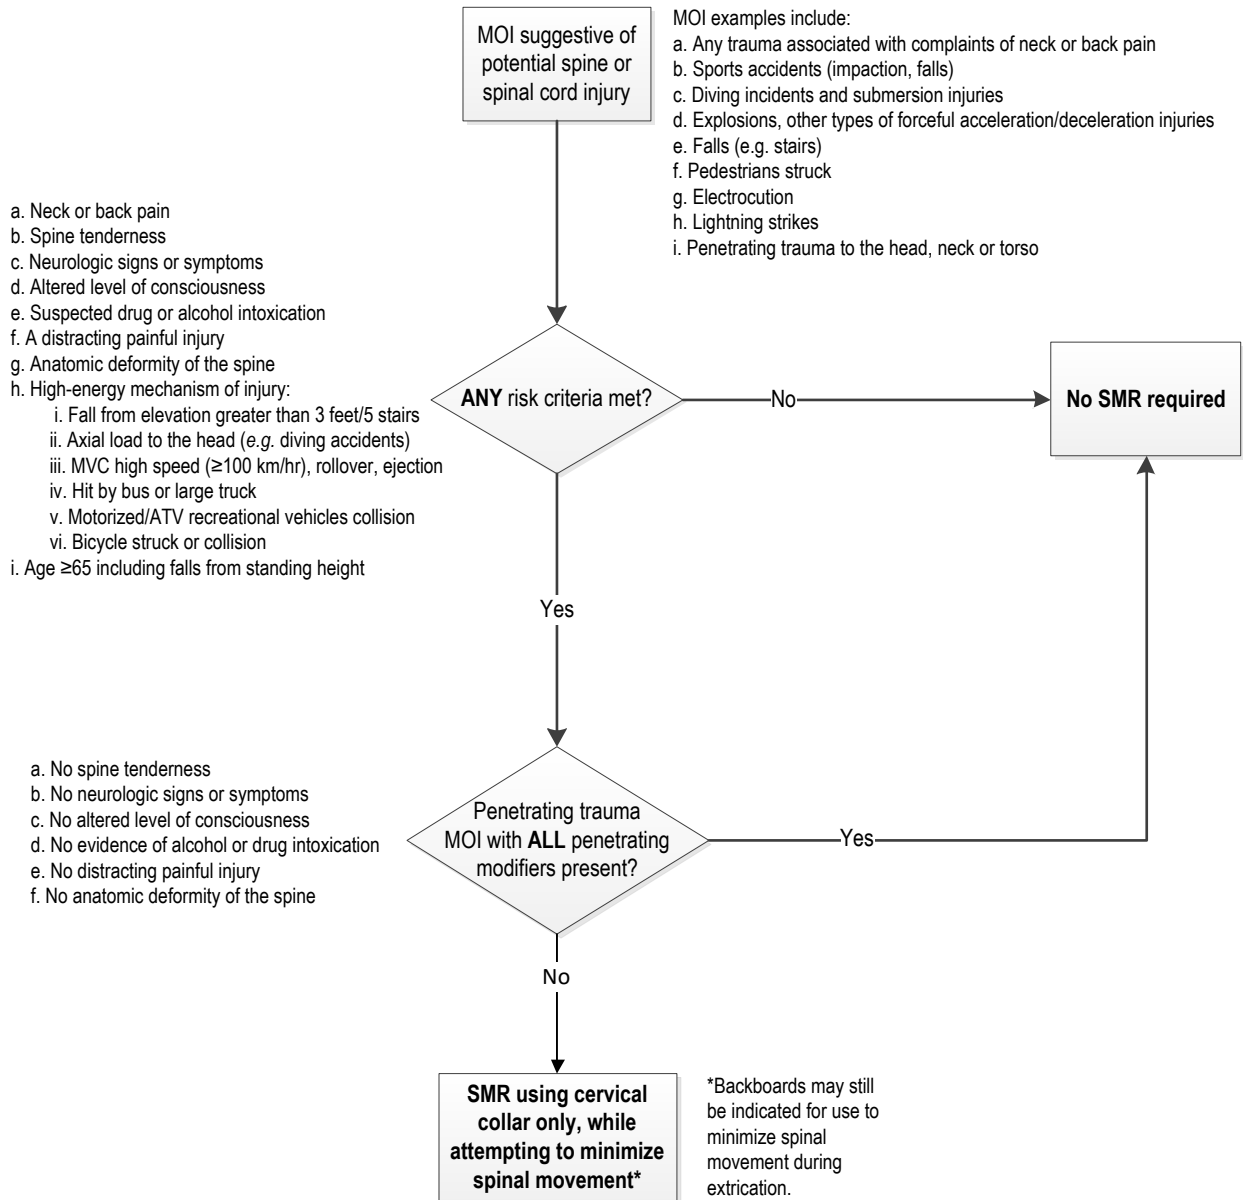 MOI suggestive of
potential spine or
spinal cord injury
MOI examples include:
a. Any trauma associated with complaints of neck or back pain
b. Sports accidents (impaction, falls)
c. Diving incidents and submersion injuries
d. Explosions, other types of forceful acceleration/deceleration injuries
e. Falls (e.g. stairs)
f. Pedestrians struck
g. Electrocution
h. Lightning strikes
i. Penetrating trauma to the head, neck or torso
a. Neck or back pain
b. Spine tenderness
c. Neurologic signs or symptoms
d. Altered level of consciousness
e. Suspected drug or alcohol intoxication
f. A distracting painful injury
g. Anatomic deformity of the spine
h. High-energy mechanism of injury:
i. Fall from elevation greater than 3 feet/5 stairs
ii. Axial load to the head (e.g. diving accidents)
iii. MVC high speed (≥100 km/hr), rollover, ejection
iv. Hit by bus or large truck
v. Motorized/ATV recreational vehicles collision
vi. Bicycle struck or collision
i. Age ≥65 including falls from standing height
ANY risk criteria met?
No
No SMR required
Yes
a. No spine tenderness
b. No neurologic signs or symptoms
c. No altered level of consciousness
d. No evidence of alcohol or drug intoxication
e. No distracting painful injury
f. No anatomic deformity of the spine
Penetrating trauma
MOI with ALL penetrating
modifiers present?
Yes
No
SMR using cervical
collar only, while
attempting to minimize
spinal movement*
*Backboards may still
be indicated for use to
minimize spinal
movement during
extrication.